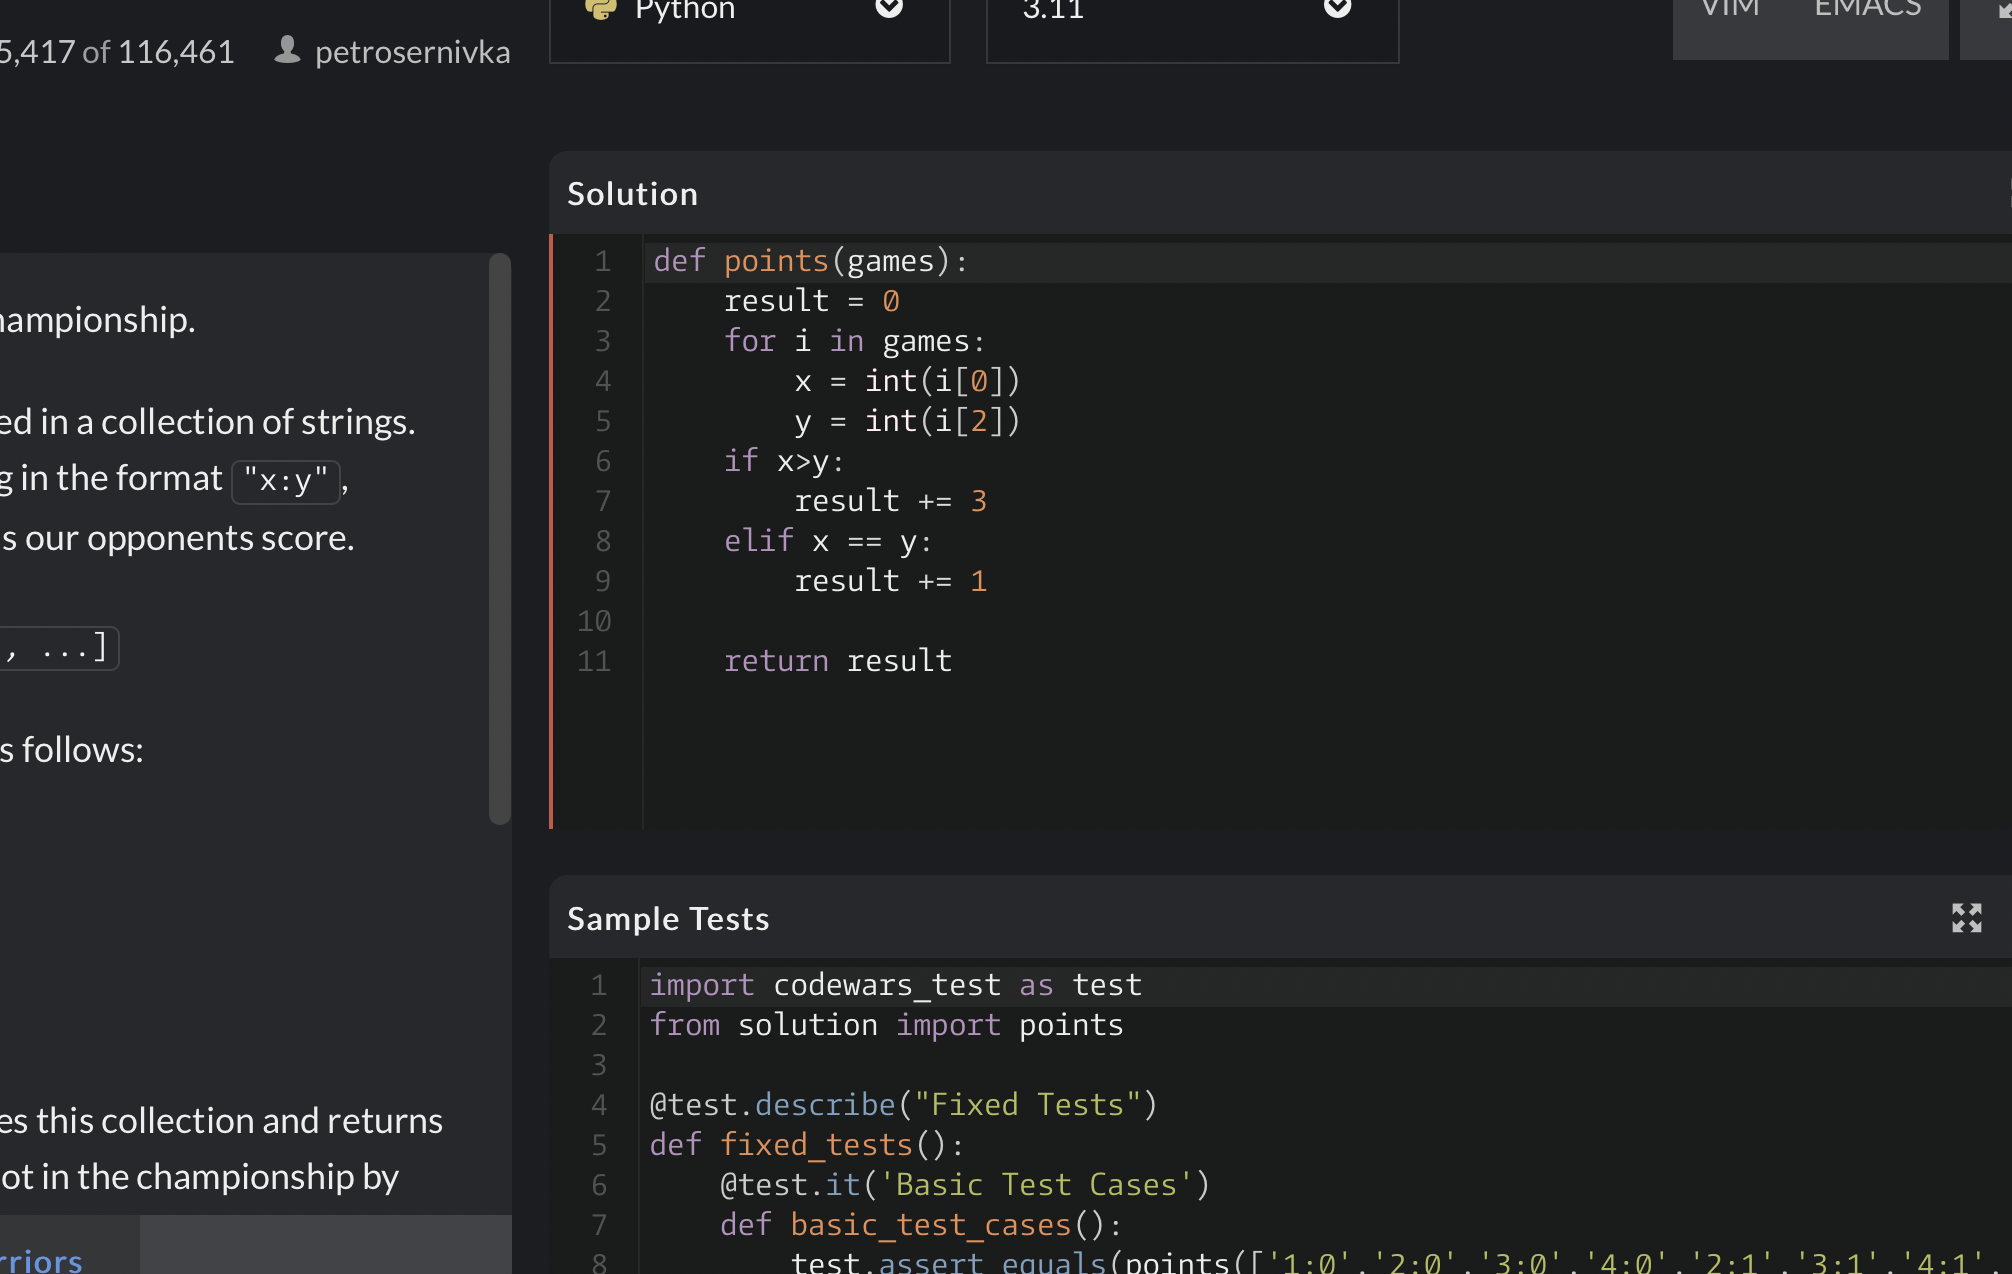 Python
3.11
VIM EMACS
5,417 of 116,461 petrosernivka
Solution
1 def points(games):
2 result = 0
3 for i in games:
4 x = int(i[0])
5 y = int(i[2])
6 if x>y:
7 result += 3
8 elif x == y:
9 result += 1
10
11 return result
hampionship.
ed in a collection of strings.
g in the format "x:y",
s our opponents score.
, ...]
s follows:
es this collection and returns
ot in the championship by
rriors
Sample Tests
1 import codewars_test as test
2 from solution import points
3
4 @test.describe("Fixed Tests")
5 def fixed_tests():
6 @test.it('Basic Test Cases')
7 def basic_test_cases():
8 test.assert_equals(points(['1:0','2:0','3:0','4:0','2:1','3:1','4:1',